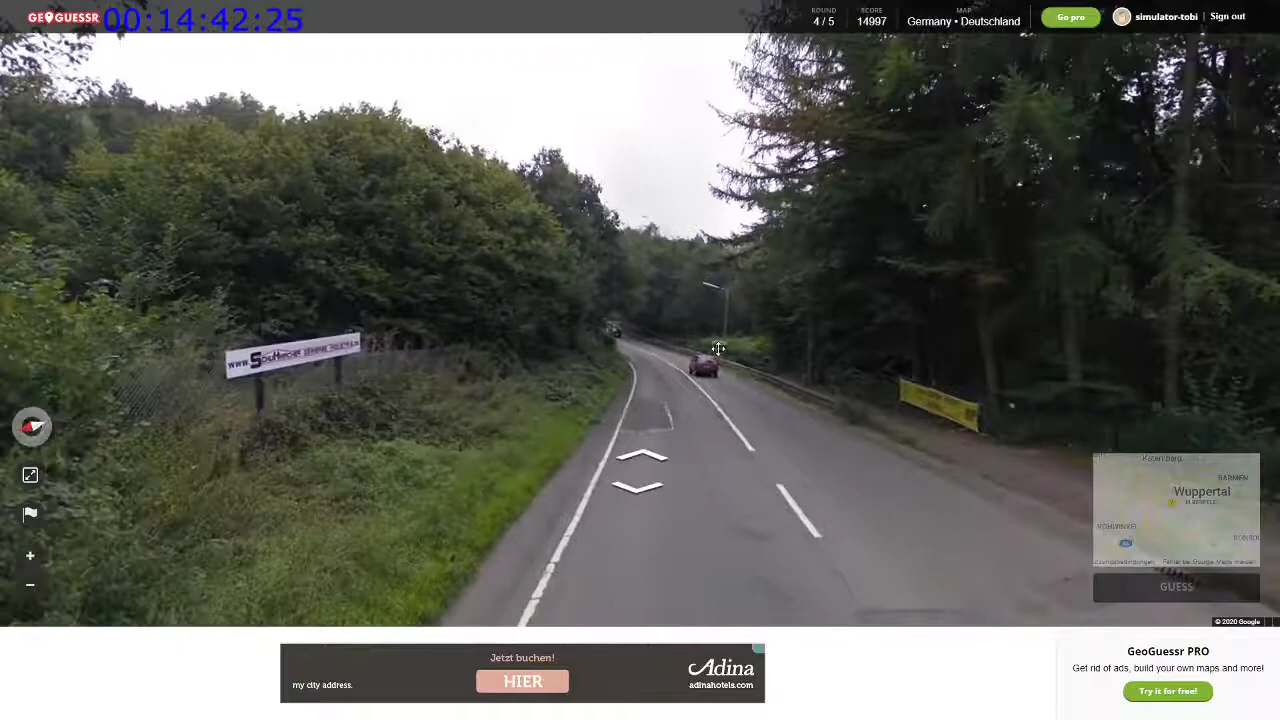 GEOGUESSR
00:14:42:25
ROUND
4 / 5
SCORE
14997
MAP
Germany • Deutschland
Go pro
simulator-tobi
Sign out
www.
Wuppertal
BARMEN
GUESS
© 2020 Google
Jetzt buchen!
HIER
my city address.
Adina
adinahotels.com
GeoGuessr PRO
Get rid of ads, build your own maps and more!
Try it for free!